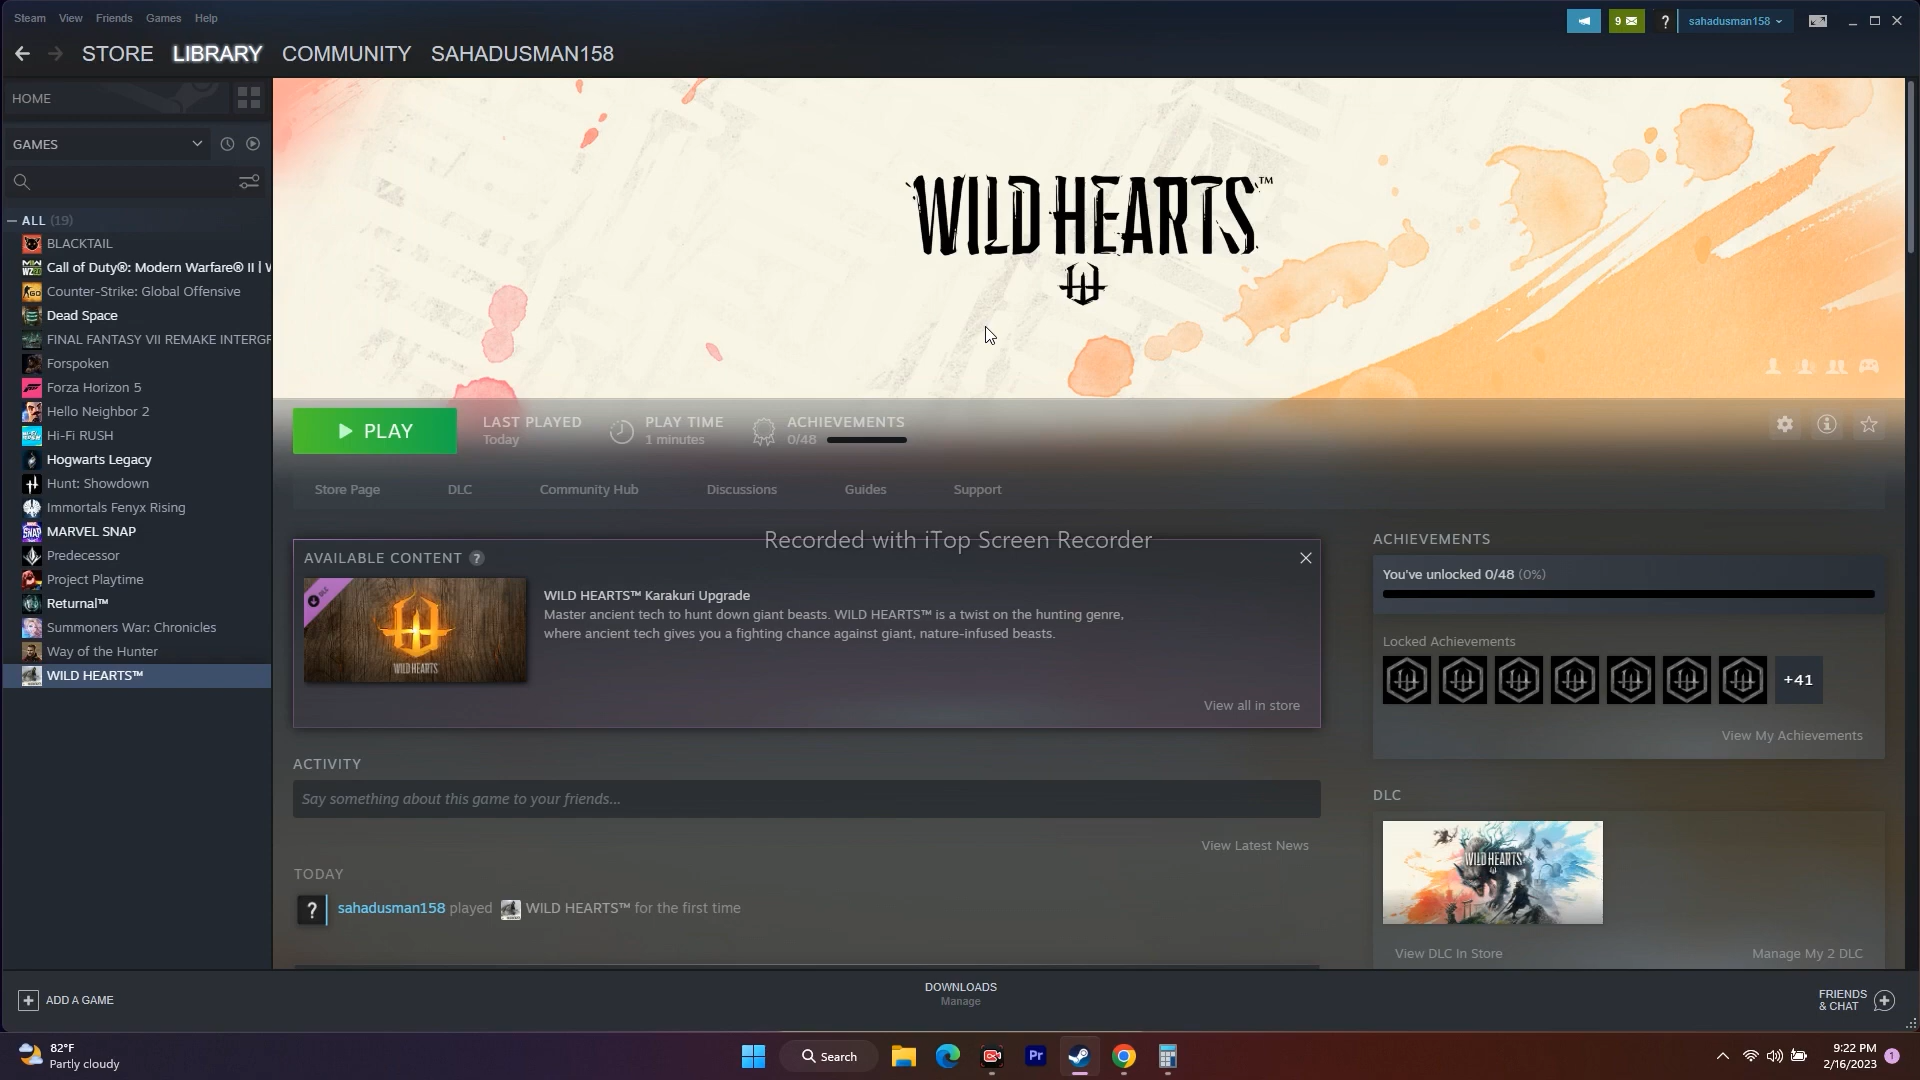 Steam View Friends Games Help
9 ? sahadusman158
STORE LIBRARY COMMUNITY SAHADUSMAN158
HOME
GAMES
ALL (19)
BLACKTAIL
Call of Duty®: Modern Warfare® II | W
Counter-Strike: Global Offensive
Dead Space
FINAL FANTASY VII REMAKE INTERGR
Forspoken
Forza Horizon 5
Hello Neighbor 2
Hi-Fi RUSH
Hogwarts Legacy
Hunt: Showdown
Immortals Fenyx Rising
MARVEL SNAP
Predecessor
Project Playtime
Returnal™
Summoners War: Chronicles
Way of the Hunter
WILD HEARTS™
WILD HEARTS™
PLAY
LAST PLAYED
Today
PLAY TIME
1 minutes
ACHIEVEMENTS
0/48
Store Page DLC Community Hub Discussions Guides Support
Recorded with iTop Screen Recorder
AVAILABLE CONTENT ?
DLC
WILD HEARTS
WILD HEARTS™ Karakuri Upgrade
Master ancient tech to hunt down giant beasts. WILD HEARTS™ is a twist on the hunting genre,
where ancient tech gives you a fighting chance against giant, nature-infused beasts.
View all in store
ACTIVITY
Say something about this game to your friends...
View Latest News
TODAY
? sahadusman158 played WILD HEARTS™ for the first time
ACHIEVEMENTS
You've unlocked 0/48 (0%)
Locked Achievements
+41
View My Achievements
DLC
WILD HEARTS
View DLC In Store Manage My 2 DLC
ADD A GAME
DOWNLOADS
Manage
FRIENDS
& CHAT
82°F
Partly cloudy
Search
Pr
9:22 PM
2/16/2023
1